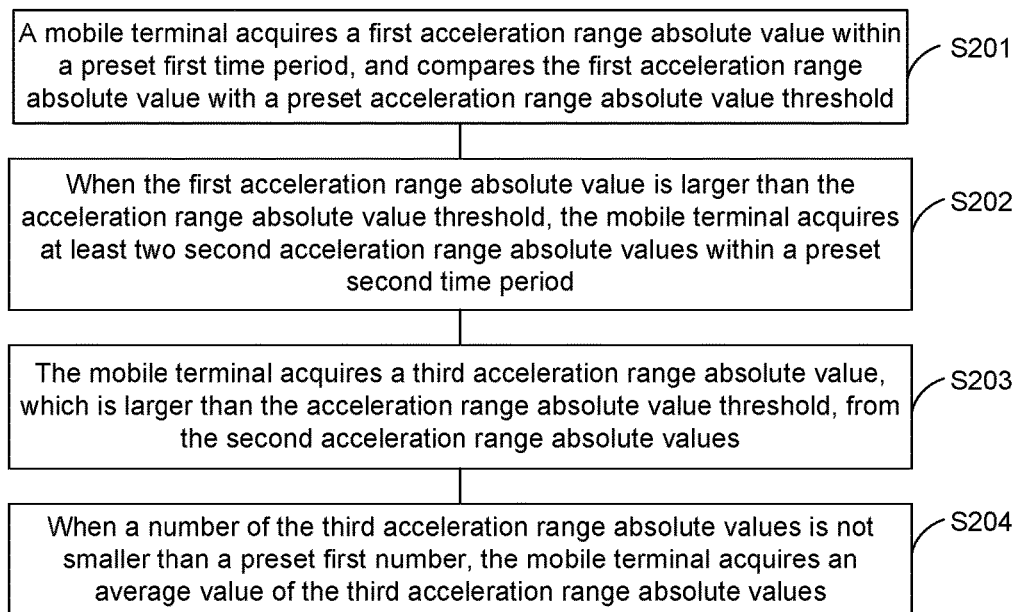 A mobile terminal acquires a first acceleration range absolute value within
a preset first time period, and compares the first acceleration range
absolute value with a preset acceleration range absolute value threshold
S201
When the first acceleration range absolute value is larger than the
acceleration range absolute value threshold, the mobile terminal acquires
at least two second acceleration range absolute values within a preset
second time period
S202
The mobile terminal acquires a third acceleration range absolute value,
which is larger than the acceleration range absolute value threshold, from
the second acceleration range absolute values
S203
When a number of the third acceleration range absolute values is not
smaller than a preset first number, the mobile terminal acquires an
average value of the third acceleration range absolute values
S204